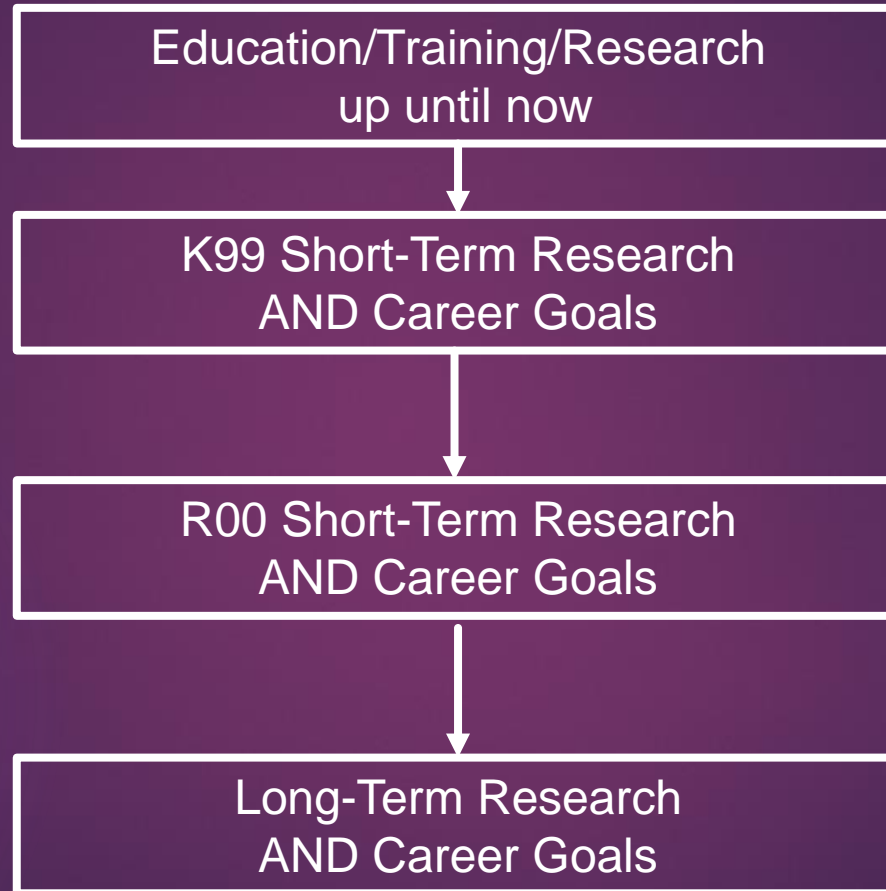 Education/Training/Research
up until now
K99 Short-Term Research
AND Career Goals
R00 Short-Term Research
AND Career Goals
Long-Term Research
AND Career Goals